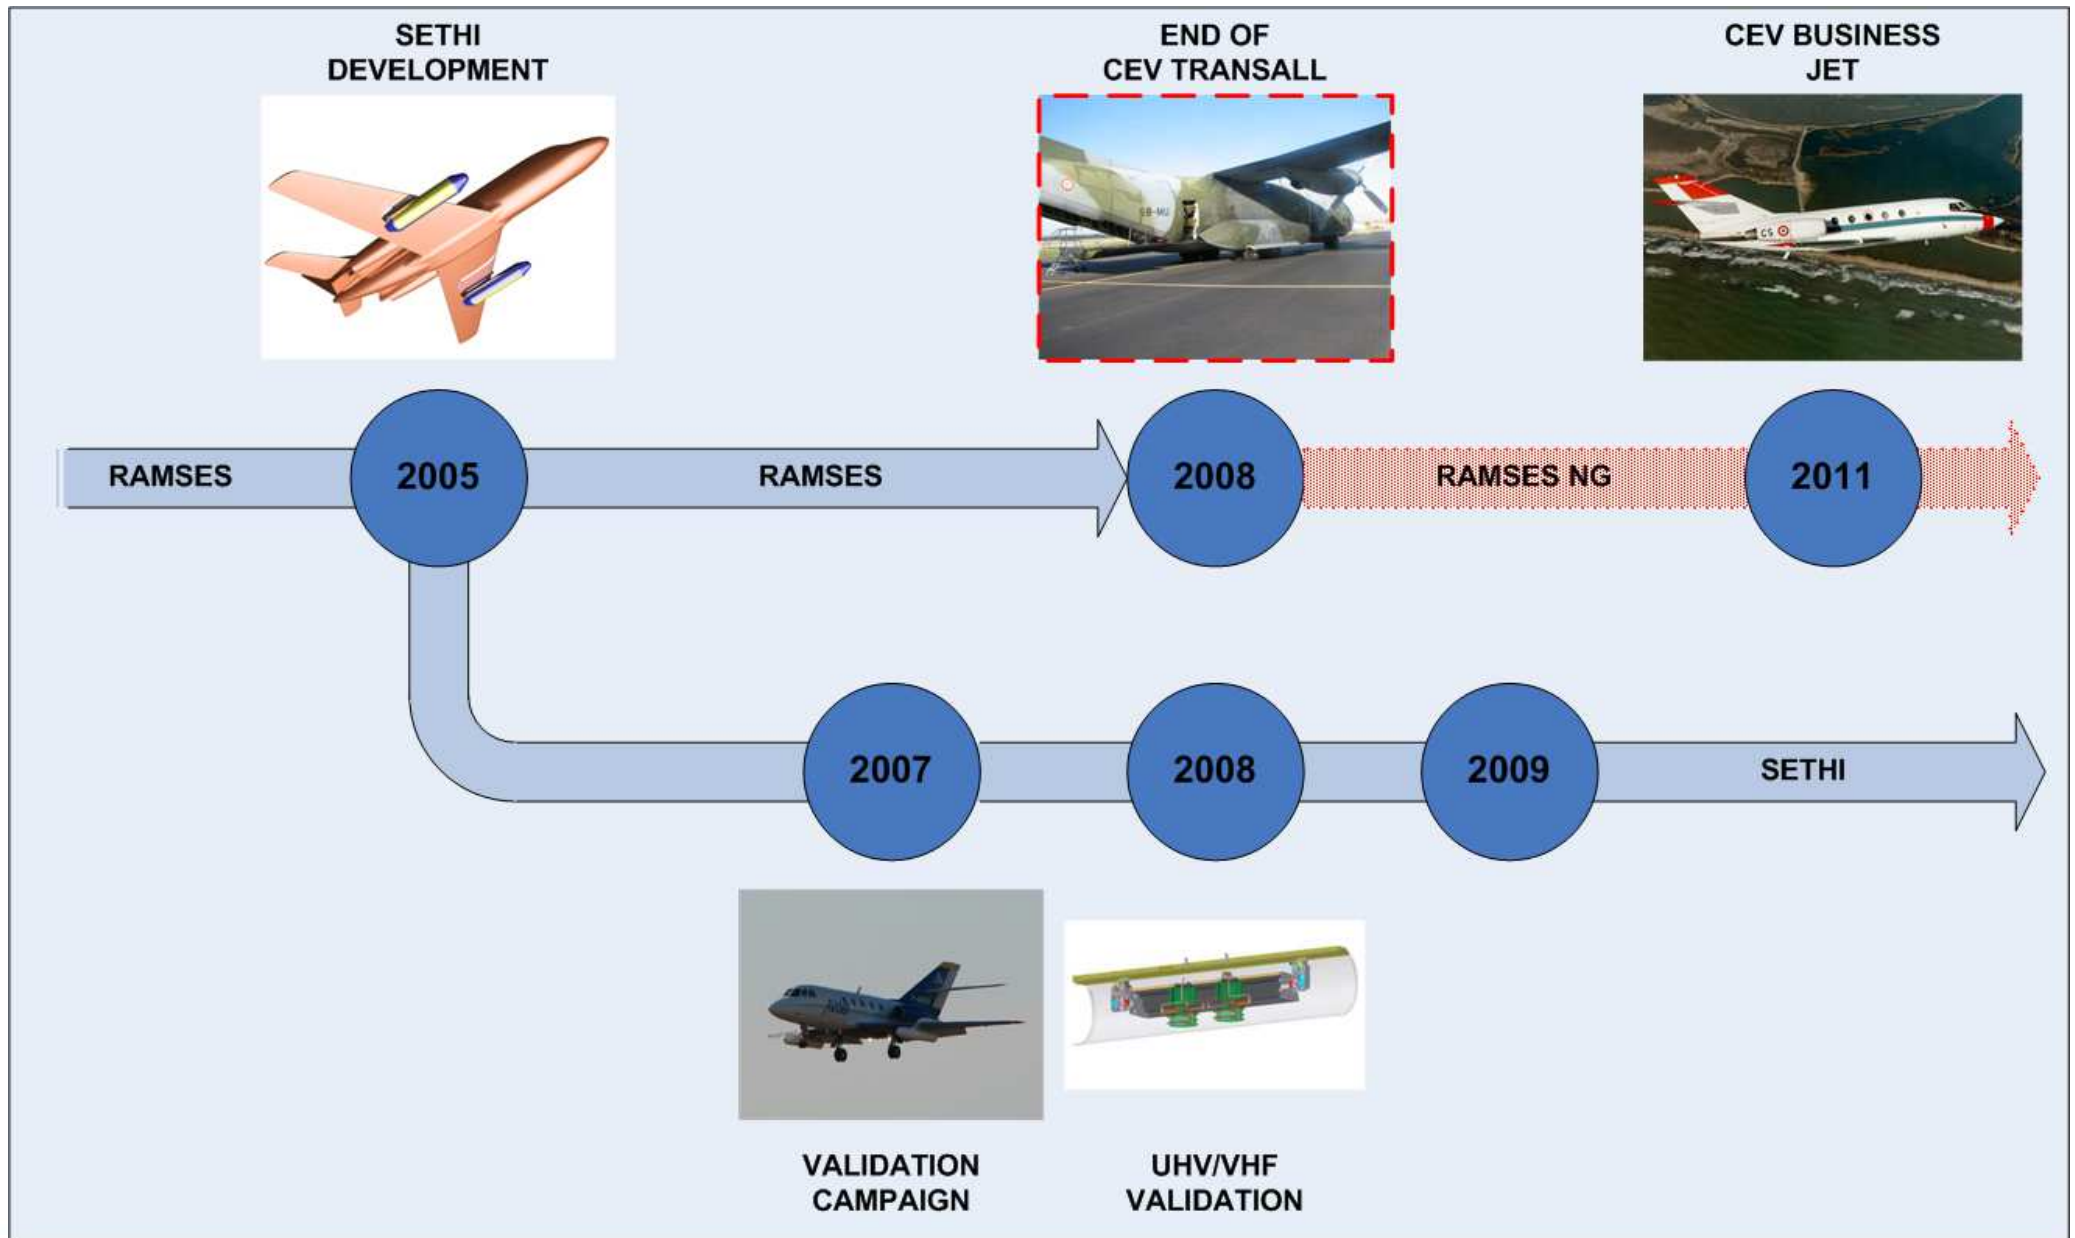 SETHI
DEVELOPMENT
END OF
CEV TRANSALL
CEV BUSINESS
JET
RAMSES
2005
RAMSES
2008
RAMSES NG
2011
2007
2008
2009
SETHI
VALIDATION
CAMPAIGN
UHV/VHF
VALIDATION